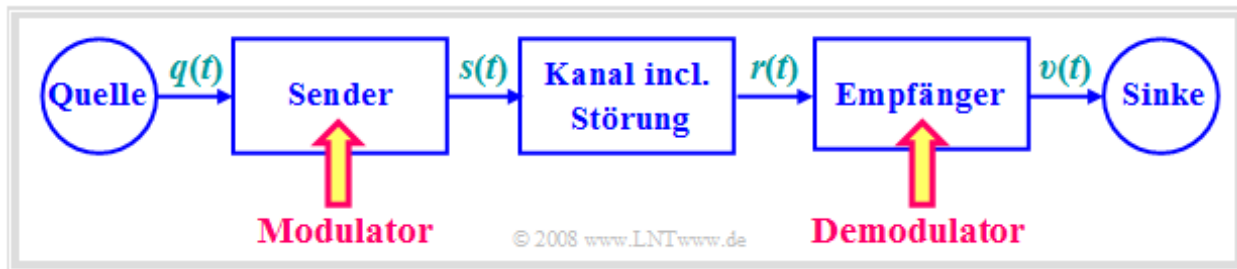 Quelle
q(t)
Sender
s(t)
Kanal incl.
Störung
r(t)
Empfänger
v(t)
Sinke
Modulator
© 2008 www.LNTwww.de
Demodulator